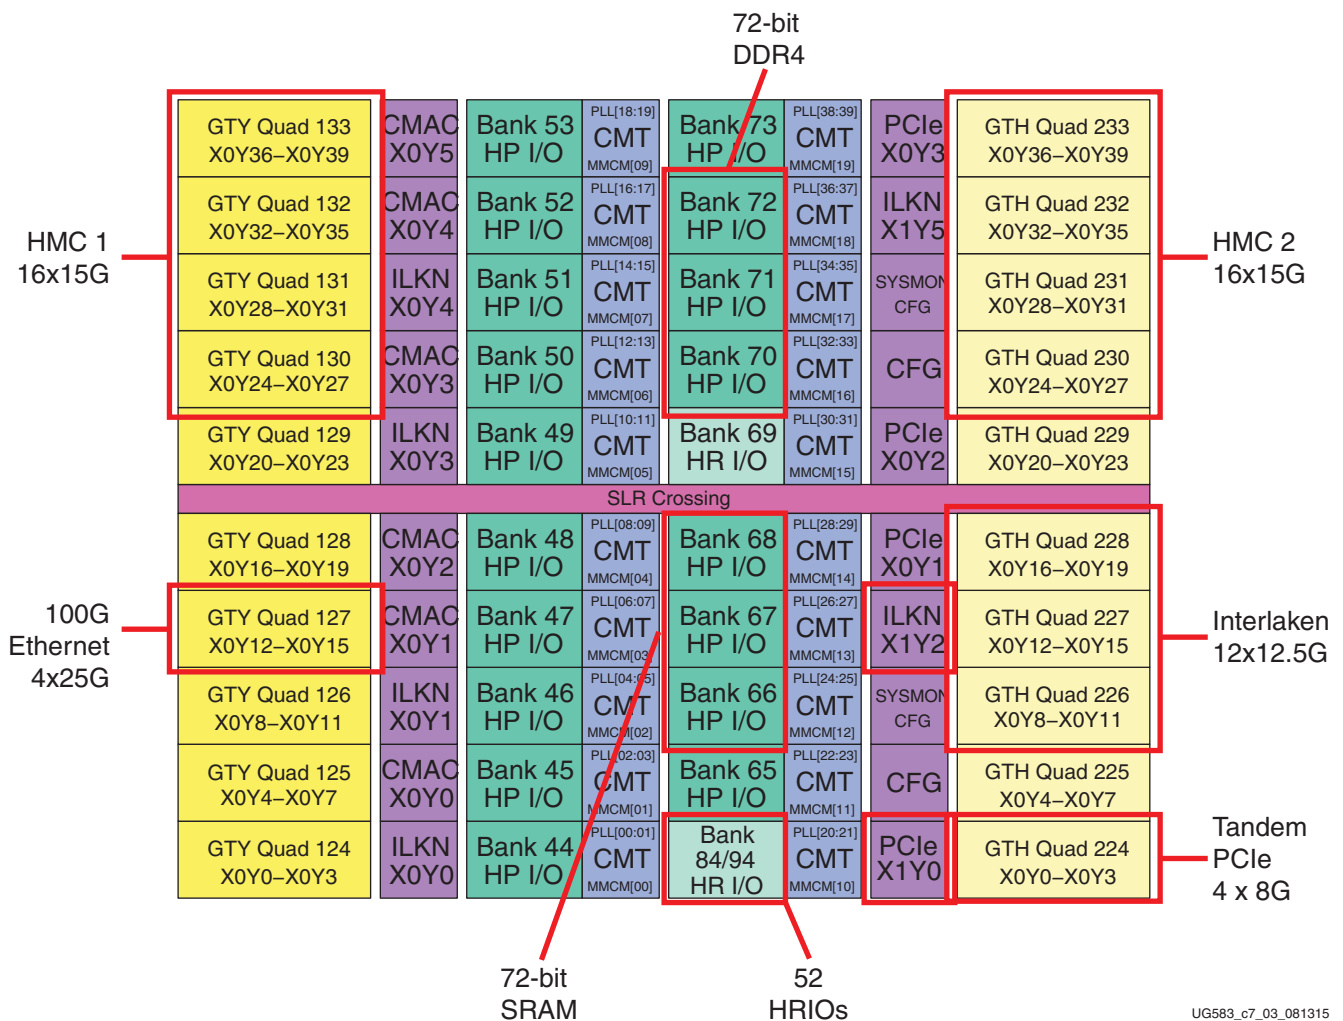 72-bit
DDR4
HMC 1
16x15G
GTY Quad 133
X0Y36–X0Y39
CMAC
X0Y5
Bank 53
HP I/O
PLL[18:19]
CMT
MMCM[09]
Bank 73
HP I/O
PLL[38:39]
CMT
MMCM[19]
PCIe
X0Y3
GTH Quad 233
X0Y36–X0Y39
GTY Quad 132
X0Y32–X0Y35
CMAC
X0Y4
Bank 52
HP I/O
PLL[16:17]
CMT
MMCM[08]
Bank 72
HP I/O
PLL[36:37]
CMT
MMCM[18]
ILKN
X1Y5
GTH Quad 232
X0Y32–X0Y35
HMC 2
16x15G
GTY Quad 131
X0Y28–X0Y31
ILKN
X0Y4
Bank 51
HP I/O
PLL[14:15]
CMT
MMCM[07]
Bank 71
HP I/O
PLL[34:35]
CMT
MMCM[17]
SYSMON
CFG
GTH Quad 231
X0Y28–X0Y31
GTY Quad 130
X0Y24–X0Y27
CMAC
X0Y3
Bank 50
HP I/O
PLL[12:13]
CMT
MMCM[06]
Bank 70
HP I/O
PLL[32:33]
CMT
MMCM[16]
CFG
GTH Quad 230
X0Y24–X0Y27
GTY Quad 129
X0Y20–X0Y23
ILKN
X0Y3
Bank 49
HP I/O
PLL[10:11]
CMT
MMCM[05]
Bank 69
HR I/O
PLL[30:31]
CMT
MMCM[15]
PCIe
X0Y2
GTH Quad 229
X0Y20–X0Y23
SLR Crossing
GTY Quad 128
X0Y16–X0Y19
CMAC
X0Y2
Bank 48
HP I/O
PLL[08:09]
CMT
MMCM[04]
Bank 68
HP I/O
PLL[28:29]
CMT
MMCM[14]
PCIe
X0Y1
GTH Quad 228
X0Y16–X0Y19
100G
Ethernet
4x25G
GTY Quad 127
X0Y12–X0Y15
CMAC
X0Y1
Bank 47
HP I/O
PLL[06:07]
CMT
MMCM[03]
Bank 67
HP I/O
PLL[26:27]
CMT
MMCM[13]
ILKN
X1Y2
GTH Quad 227
X0Y12–X0Y15
Interlaken
12x12.5G
GTY Quad 126
X0Y8–X0Y11
ILKN
X0Y1
Bank 46
HP I/O
PLL[04:05]
CMT
MMCM[02]
Bank 66
HP I/O
PLL[24:25]
CMT
MMCM[12]
SYSMON
CFG
GTH Quad 226
X0Y8–X0Y11
GTY Quad 125
X0Y4–X0Y7
CMAC
X0Y0
Bank 45
HP I/O
PLL[02:03]
CMT
MMCM[01]
Bank 65
HP I/O
PLL[22:23]
CMT
MMCM[11]
CFG
GTH Quad 225
X0Y4–X0Y7
GTY Quad 124
X0Y0–X0Y3
ILKN
X0Y0
Bank 44
HP I/O
PLL[00:01]
CMT
MMCM[00]
Bank
84/94
HR I/O
PLL[20:21]
CMT
MMCM[10]
PCIe
X1Y0
GTH Quad 224
X0Y0–X0Y3
Tandem
PCIe
4 x 8G
72-bit
SRAM
52
HRIOs
UG583_c7_03_081315